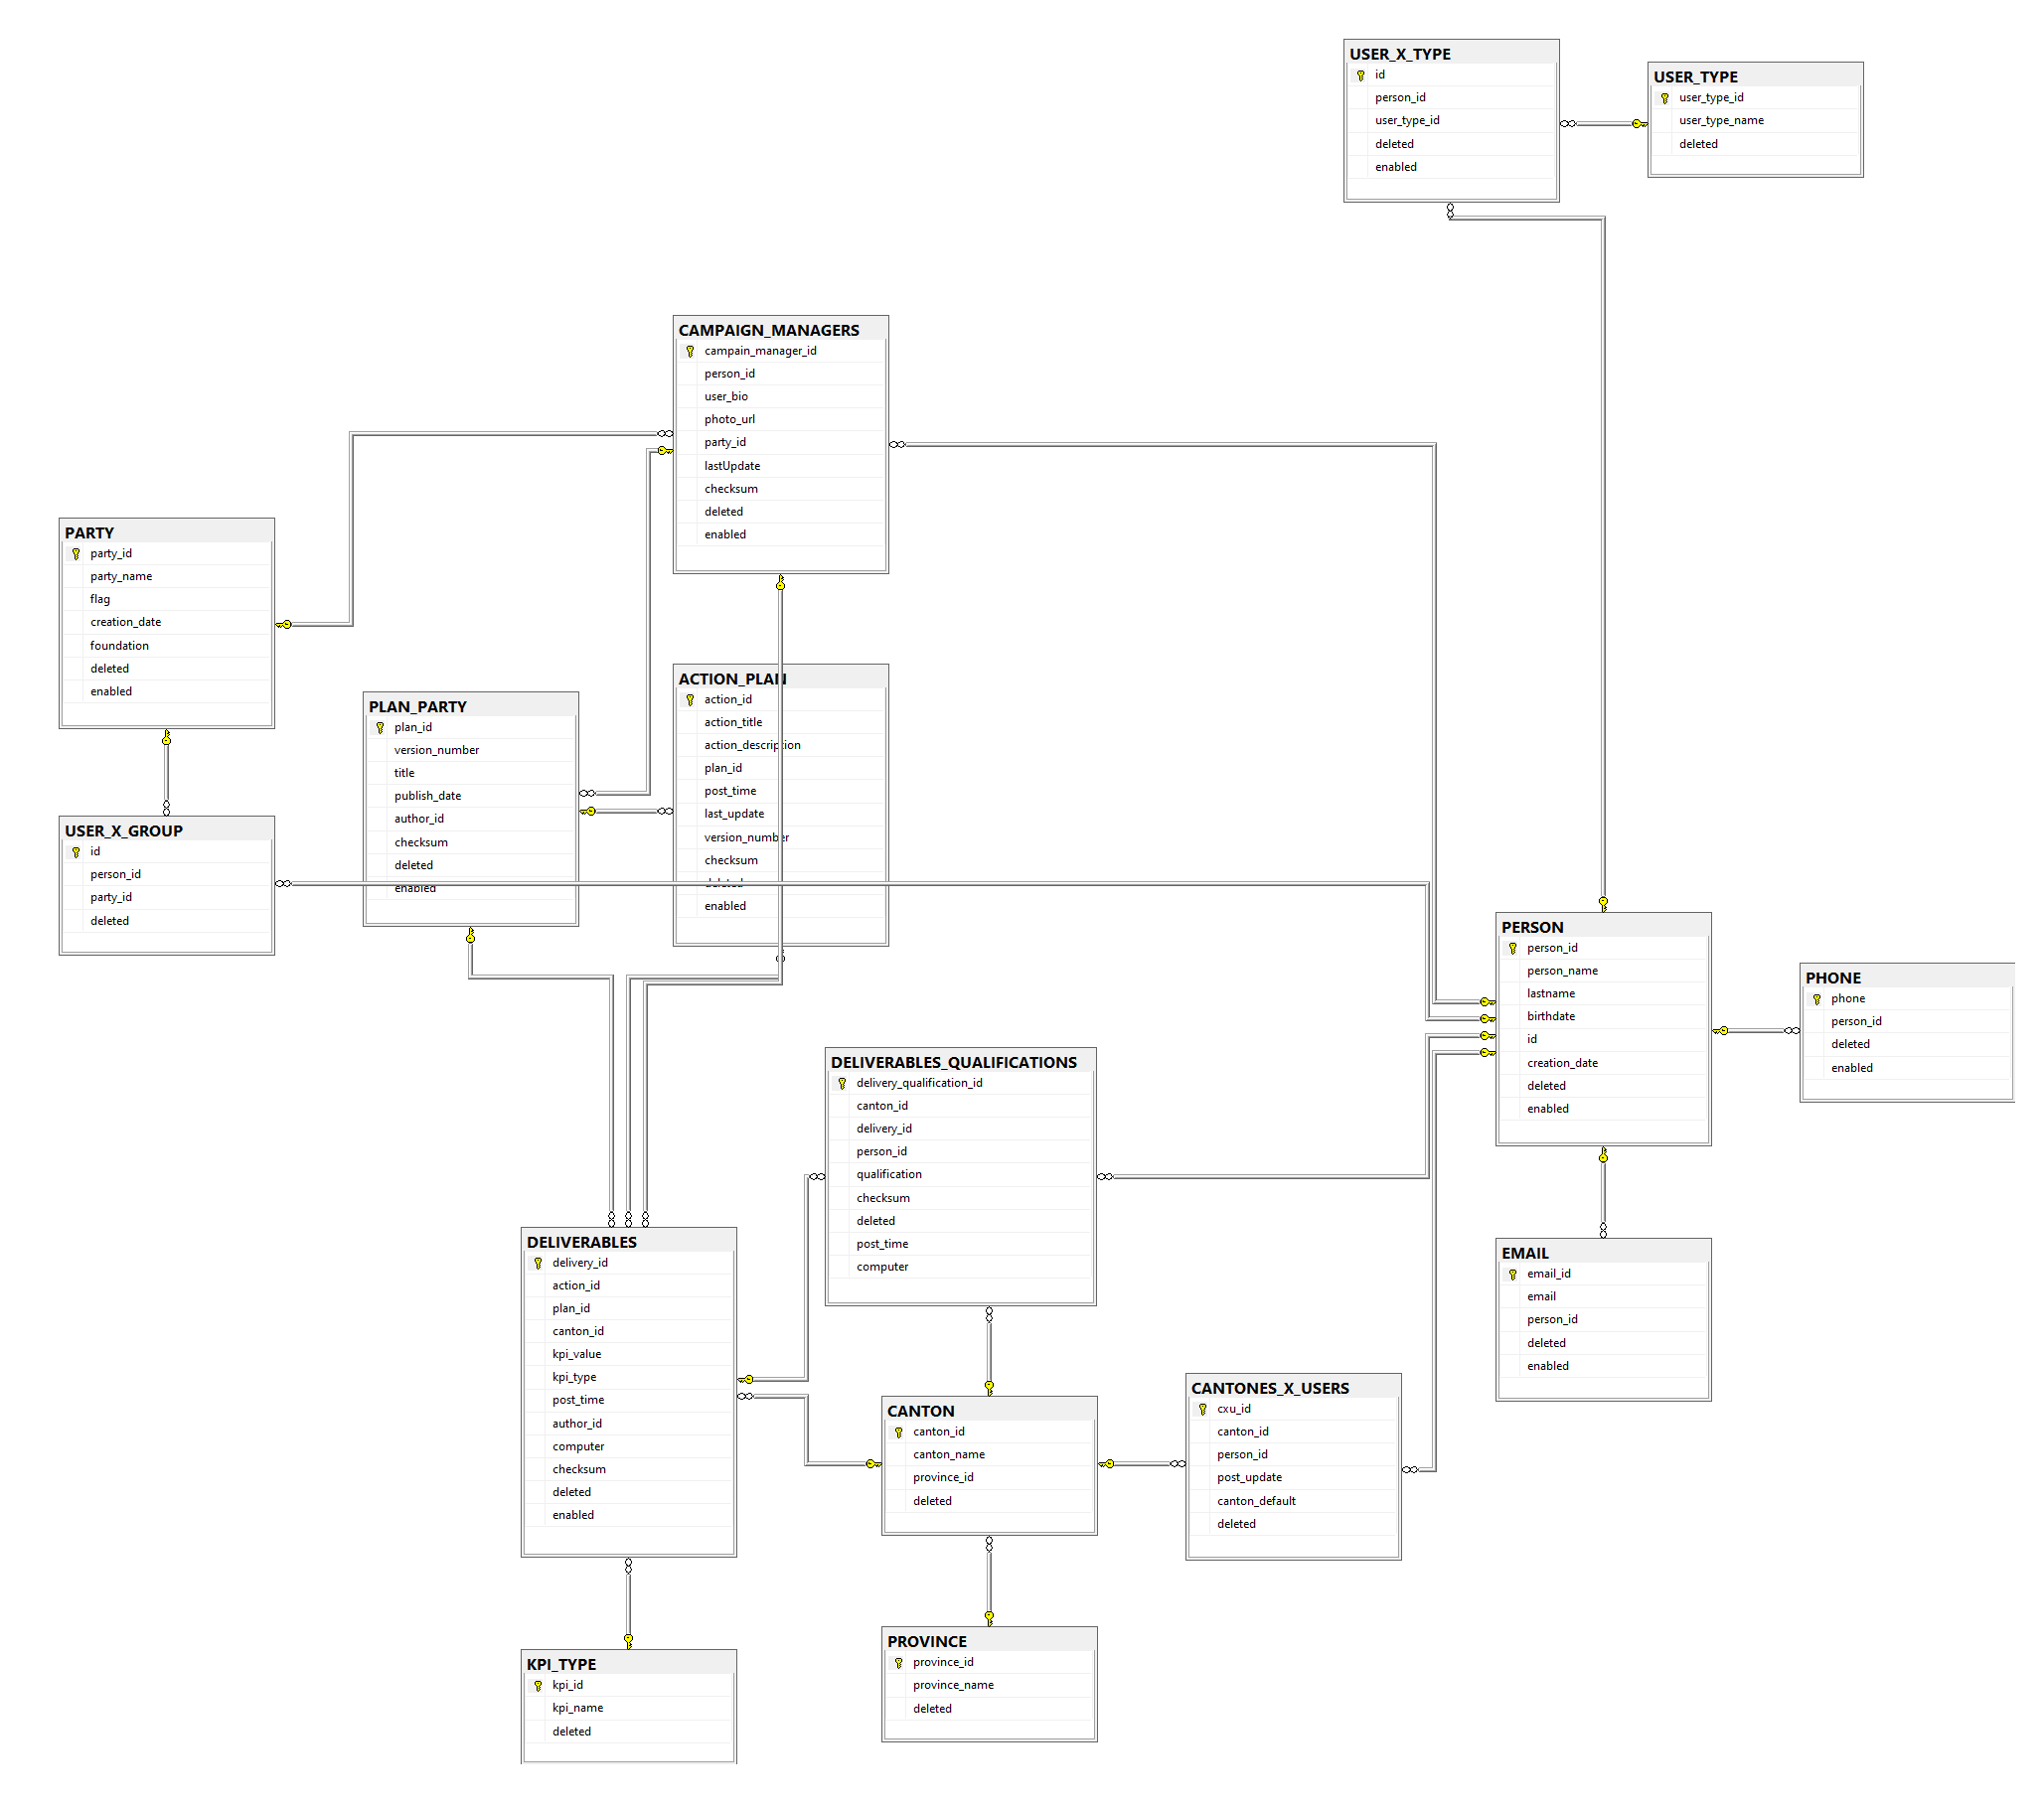 USER_X_TYPE
id
person_id
user_type_id
deleted
enabled
USER_TYPE
user_type_id
user_type_name
deleted
CAMPAIGN_MANAGERS
campain_manager_id
person_id
user_bio
photo_url
party_id
lastUpdate
checksum
deleted
enabled
PARTY
party_id
party_name
flag
creation_date
foundation
deleted
enabled
PLAN_PARTY
plan_id
version_number
title
publish_date
author_id
checksum
deleted
enabled
ACTION_PLAN
action_id
action_title
action_description
plan_id
post_time
last_update
version_number
checksum
deleted
enabled
USER_X_GROUP
id
person_id
party_id
deleted
PERSON
person_id
person_name
lastname
birthdate
id
creation_date
deleted
enabled
PHONE
phone
person_id
deleted
enabled
DELIVERABLES_QUALIFICATIONS
delivery_qualification_id
canton_id
delivery_id
person_id
qualification
checksum
deleted
post_time
computer
DELIVERABLES
delivery_id
action_id
plan_id
canton_id
kpi_value
kpi_type
post_time
author_id
computer
checksum
deleted
enabled
EMAIL
email_id
email
person_id
deleted
enabled
CANTON
canton_id
canton_name
province_id
deleted
CANTONES_X_USERS
cxu_id
canton_id
person_id
post_update
canton_default
deleted
KPI_TYPE
kpi_id
kpi_name
deleted
PROVINCE
province_id
province_name
deleted